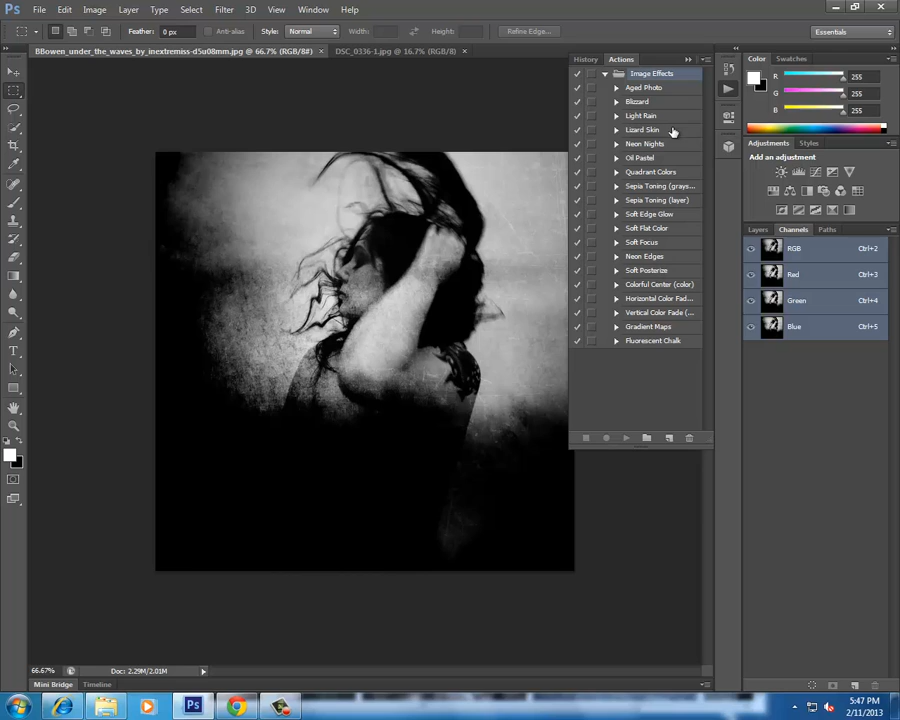 Ps File Edit Image Layer Type Select Filter 3D View Window Help
Feather: 0 px Anti-alias Style: Normal Width: Height: Refine Edge... Essentials
BBowen_under_the_waves_by_inextremiss-d5u08mm.jpg @ 66.7% (RGB/8#) × DSC_0336-1.jpg @ 16.7% (RGB/8) ×
History Actions
Image Effects
Aged Photo
Blizzard
Light Rain
Lizard Skin
Neon Nights
Oil Pastel
Quadrant Colors
Sepia Toning (grays...
Sepia Toning (layer)
Soft Edge Glow
Soft Flat Color
Soft Focus
Neon Edges
Soft Posterize
Colorful Center (color)
Horizontal Color Fad...
Vertical Color Fade (...
Gradient Maps
Fluorescent Chalk
Color Swatches
R 255
G 255
B 255
Adjustments Styles
Add an adjustment
Layers Channels Paths
RGB Ctrl+2
Red Ctrl+3
Green Ctrl+4
Blue Ctrl+5
66.67% Doc: 2.29M/2.01M
Mini Bridge Timeline
Ps
5:47 PM
2/11/2013